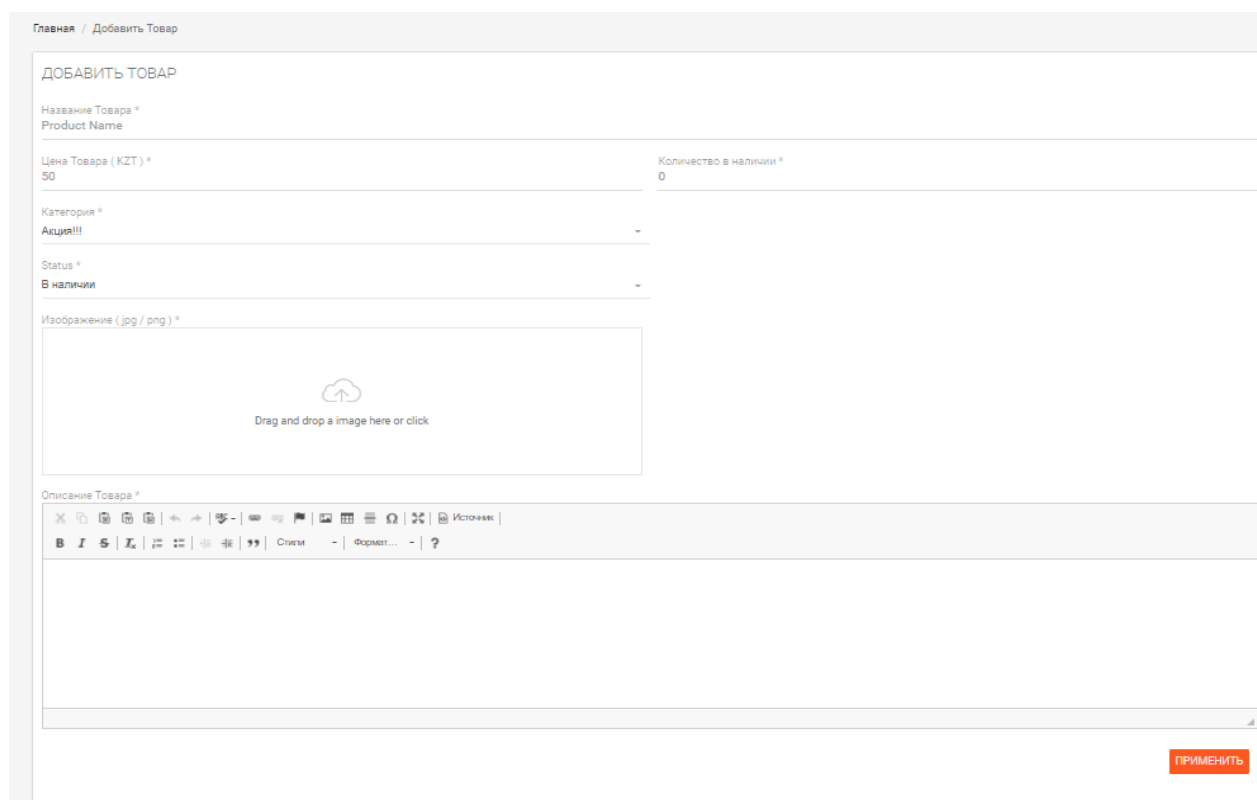 Главная / Добавить Товар
ДОБАВИТЬ ТОВАР
Название Товара *
Product Name
Цена Товара ( KZT ) *
Количество в наличии *
50
0
Категория *
Акция!!!
Status *
В наличии
Изображение ( jpg / png ) *
Drag and drop a image here or click
Описание Товара *
Источник
Стили
Формат...
ПРИМЕНИТЬ